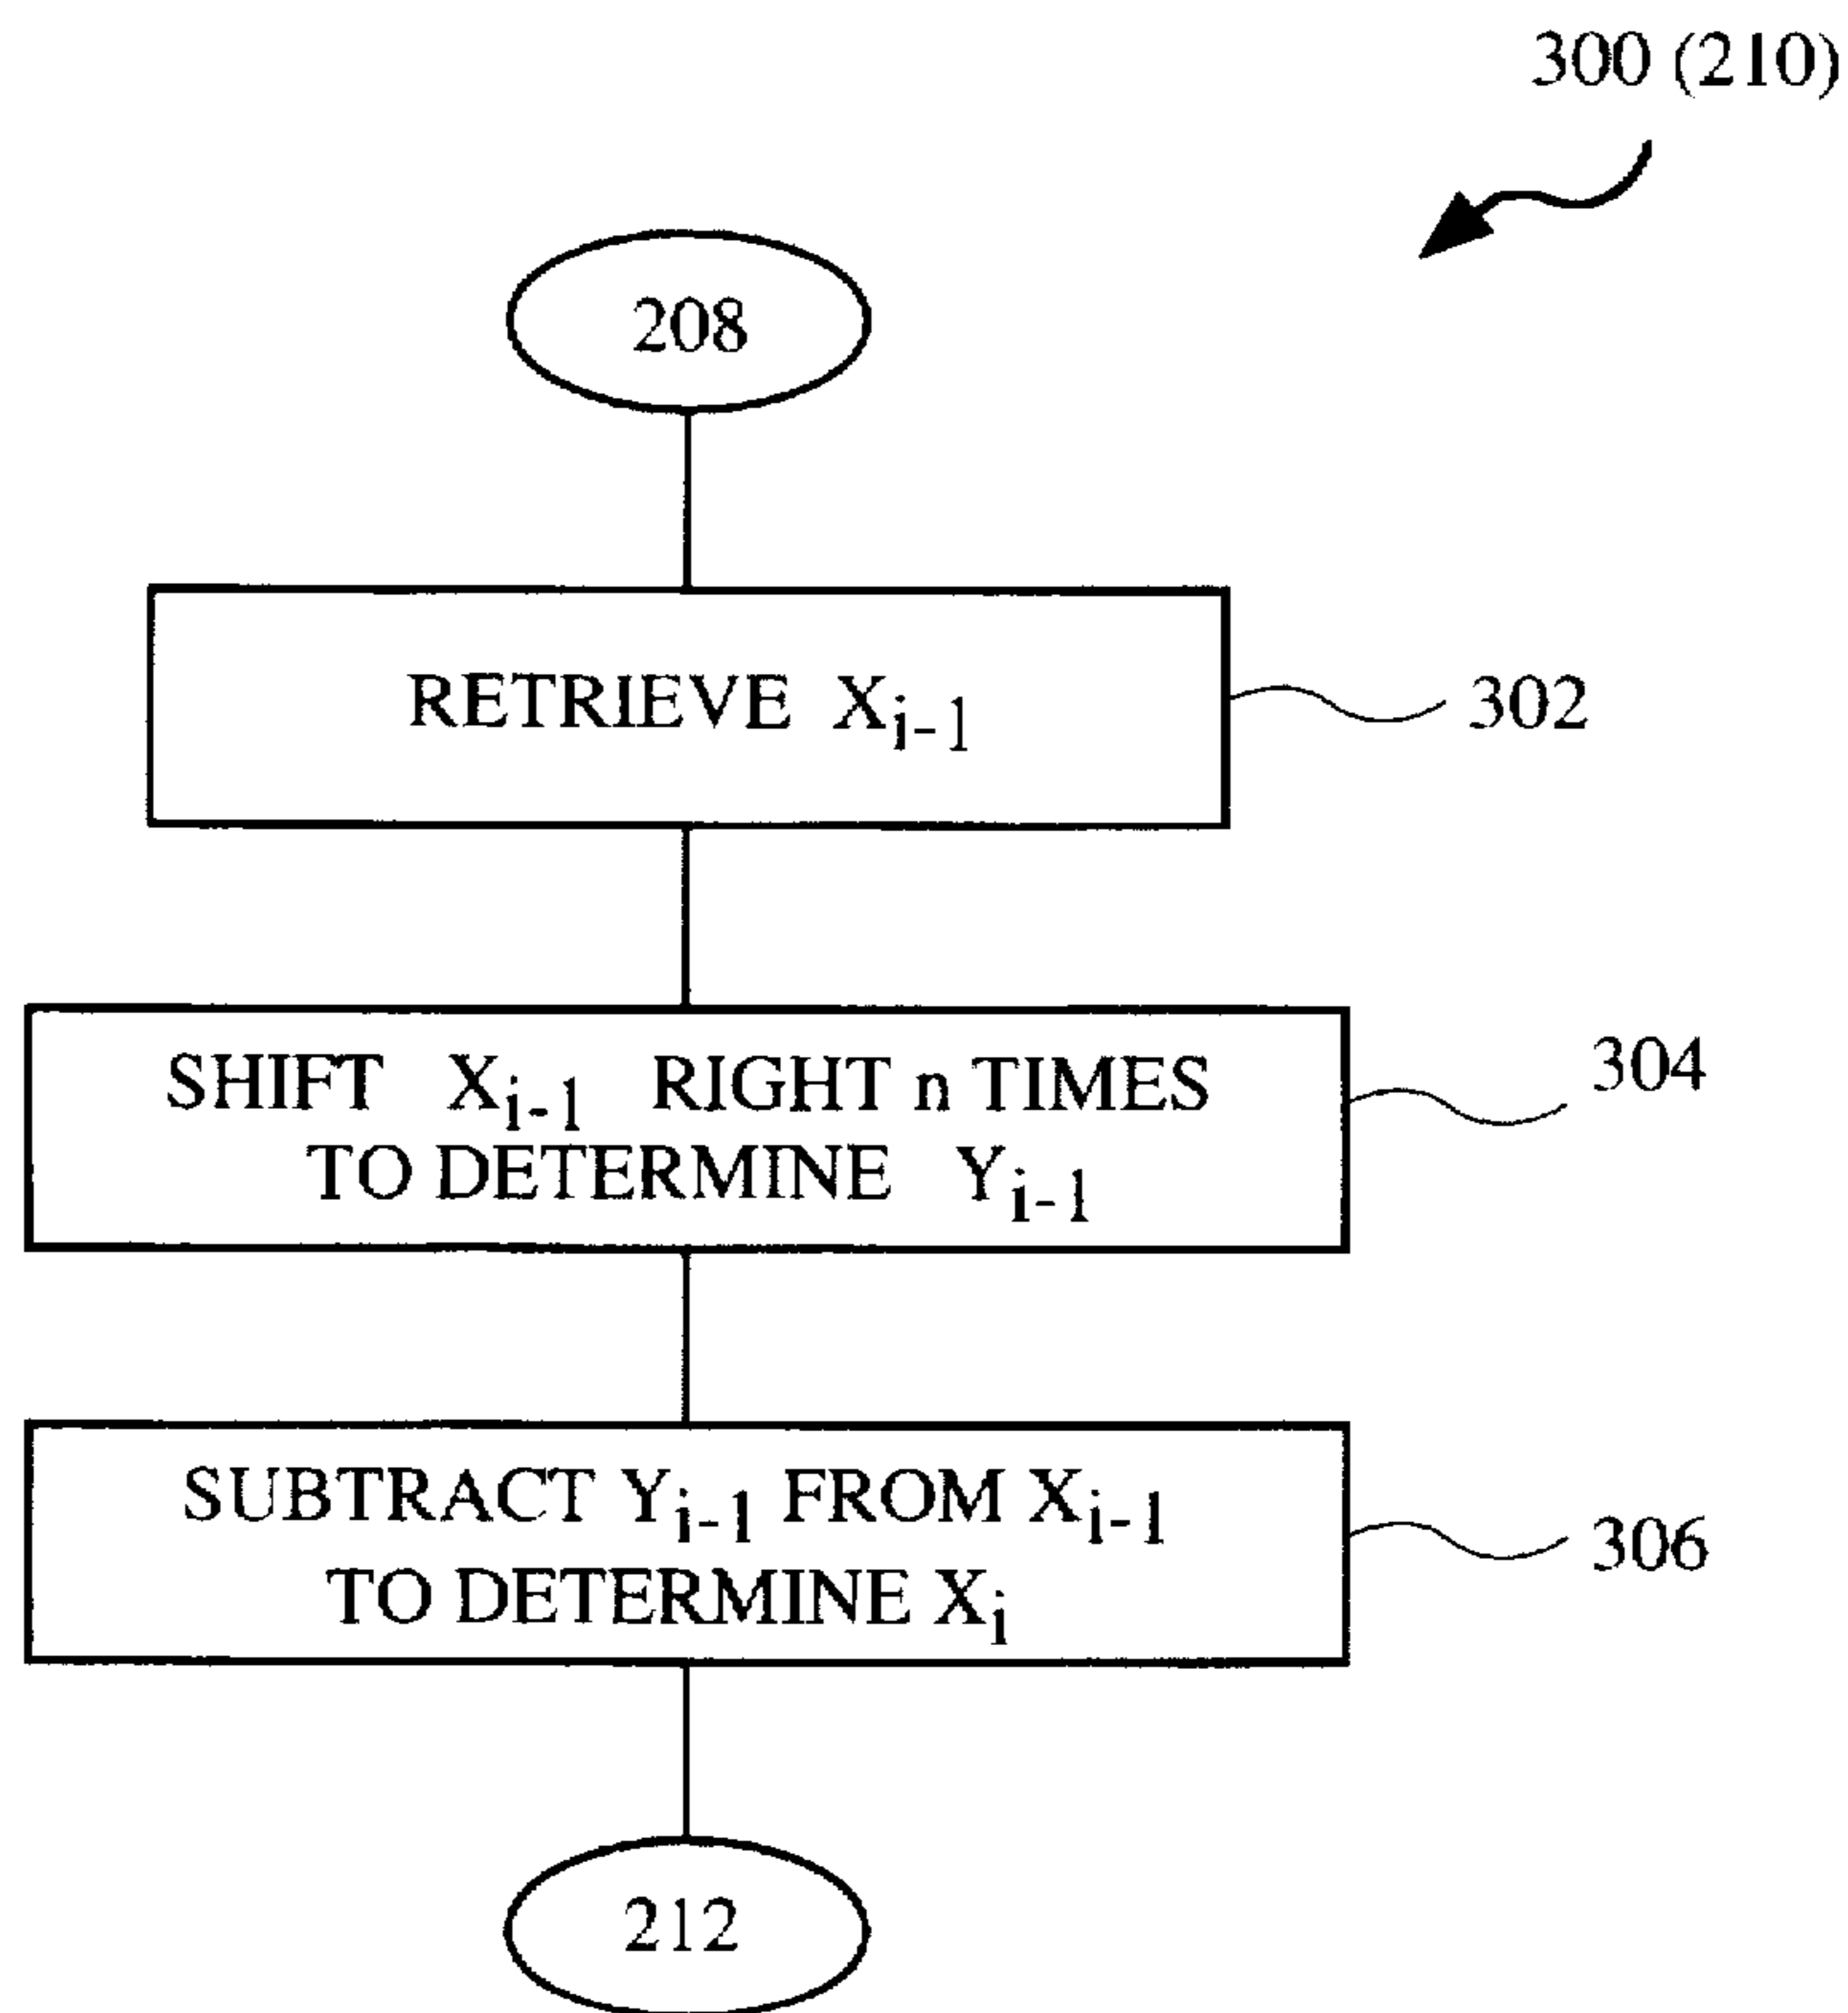 300 (210)
208
RETRIEVE X_{i-1}
302
SHIFT X_{i-1} RIGHT n TIMES
TO DETERMINE Y_{i-1}
304
SUBTRACT Y_{i-1} FROM X_{i-1}
TO DETERMINE X_i
306
212